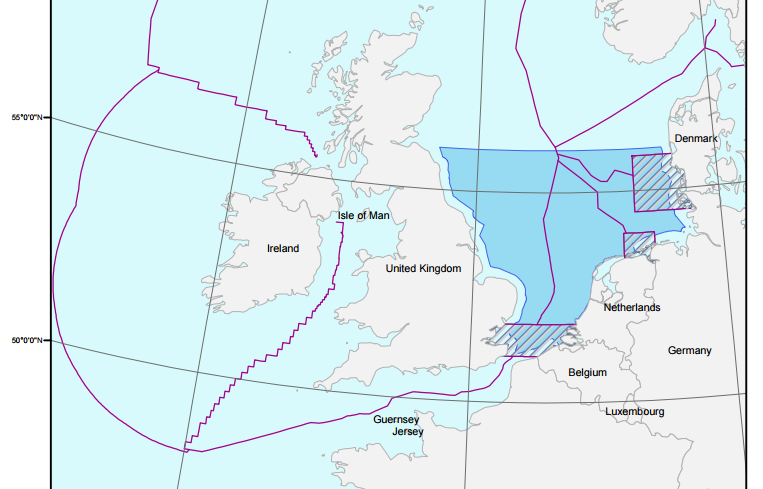 55°0'0"N
Denmark
Isle of Man
Ireland
United Kingdom
Netherlands
50°0'0"N
Germany
Belgium
Luxembourg
Guernsey
Jersey